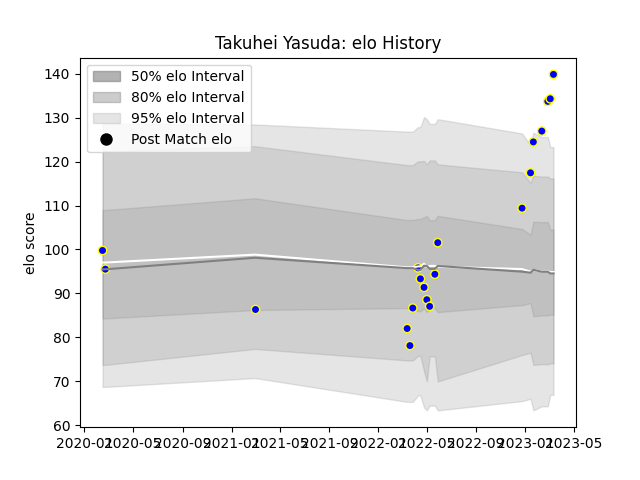 Takuhei Yasuda: elo History
50% elo Interval
80% elo Interval
95% elo Interval
Post Match elo
elo score
140
130
120
110
100
90
80
70
60
2020-01 2020-05 2020-09 2021-01 2021-05 2021-09 2022-01 2022-05 2022-09 2023-01 2023-05